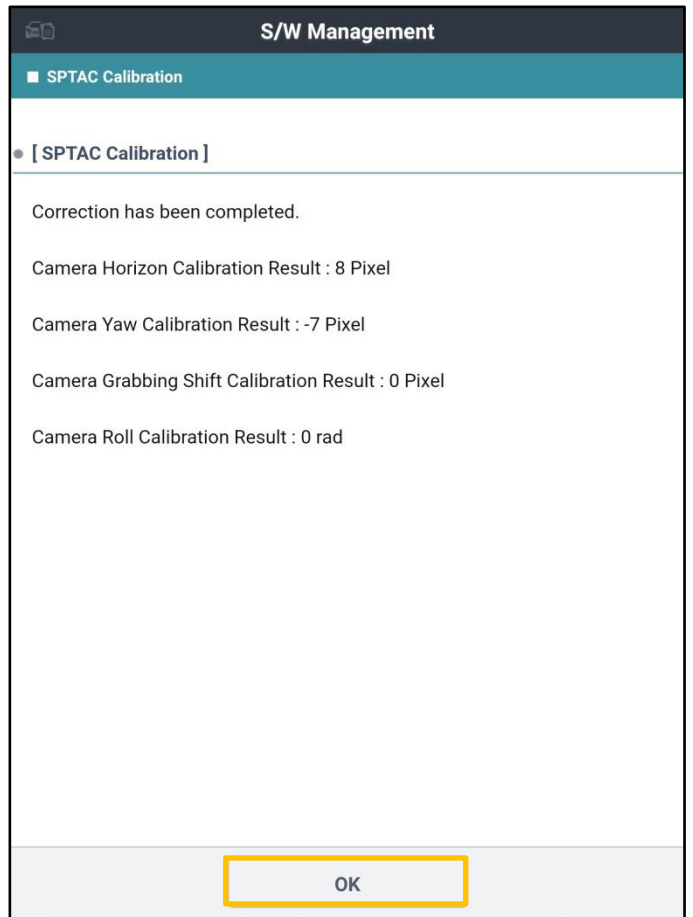 S/W Management
■ SPTAC Calibration
● [ SPTAC Calibration ]
Correction has been completed.
Camera Horizon Calibration Result : 8 Pixel
Camera Yaw Calibration Result : -7 Pixel
Camera Grabbing Shift Calibration Result : 0 Pixel
Camera Roll Calibration Result : 0 rad
OK